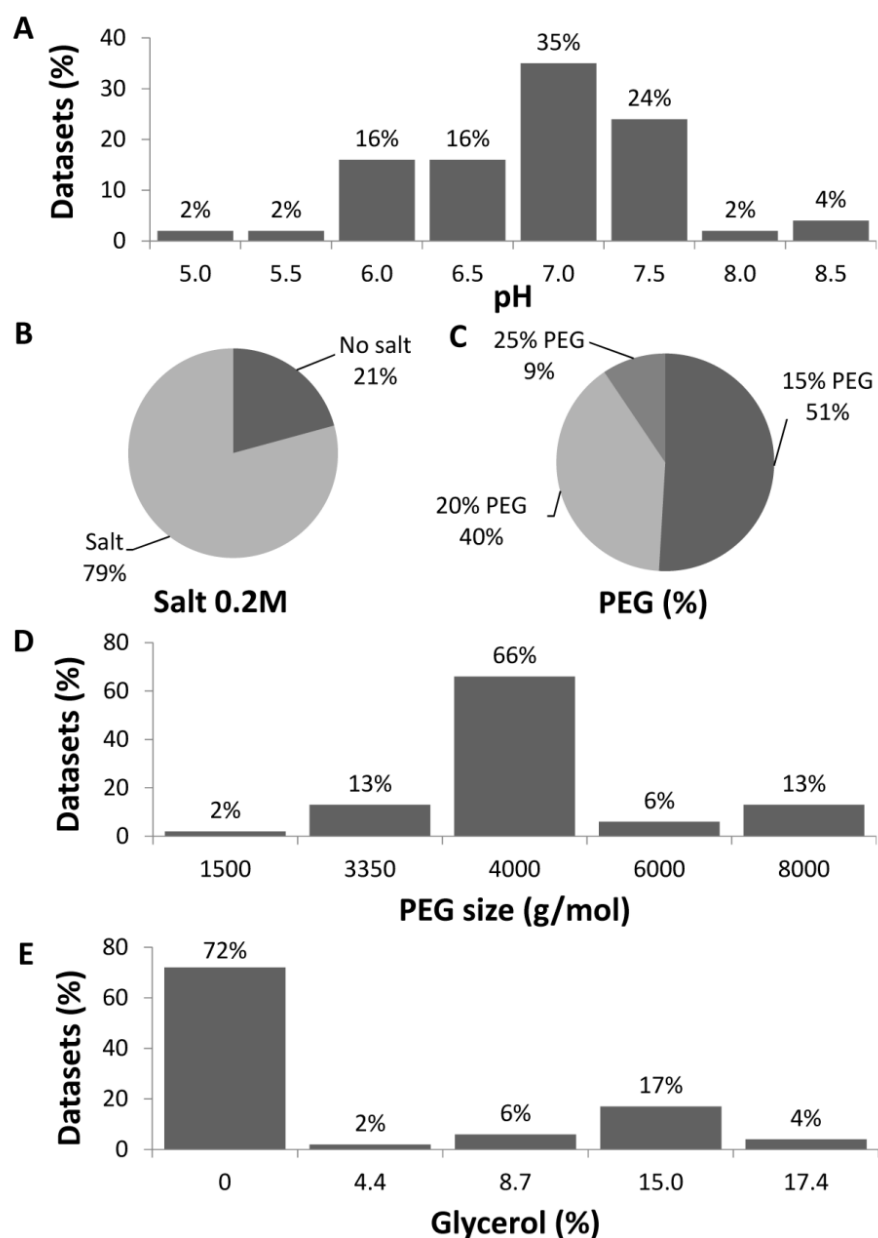 A
Datasets (%)
40
30
20
10
0
2%
2%
16%
16%
35%
24%
2%
4%
5.0 5.5 6.0 6.5 7.0 7.5 8.0 8.5
pH
B
No salt
21%
Salt
79%
Salt 0.2M
C
25% PEG
9%
15% PEG
51%
20% PEG
40%
PEG (%)
D
Datasets (%)
80
60
40
20
0
2%
13%
66%
6%
13%
1500 3350 4000 6000 8000
PEG size (g/mol)
E
Datasets (%)
80
60
40
20
0
72%
2%
6%
17%
4%
0 4.4 8.7 15.0 17.4
Glycerol (%)